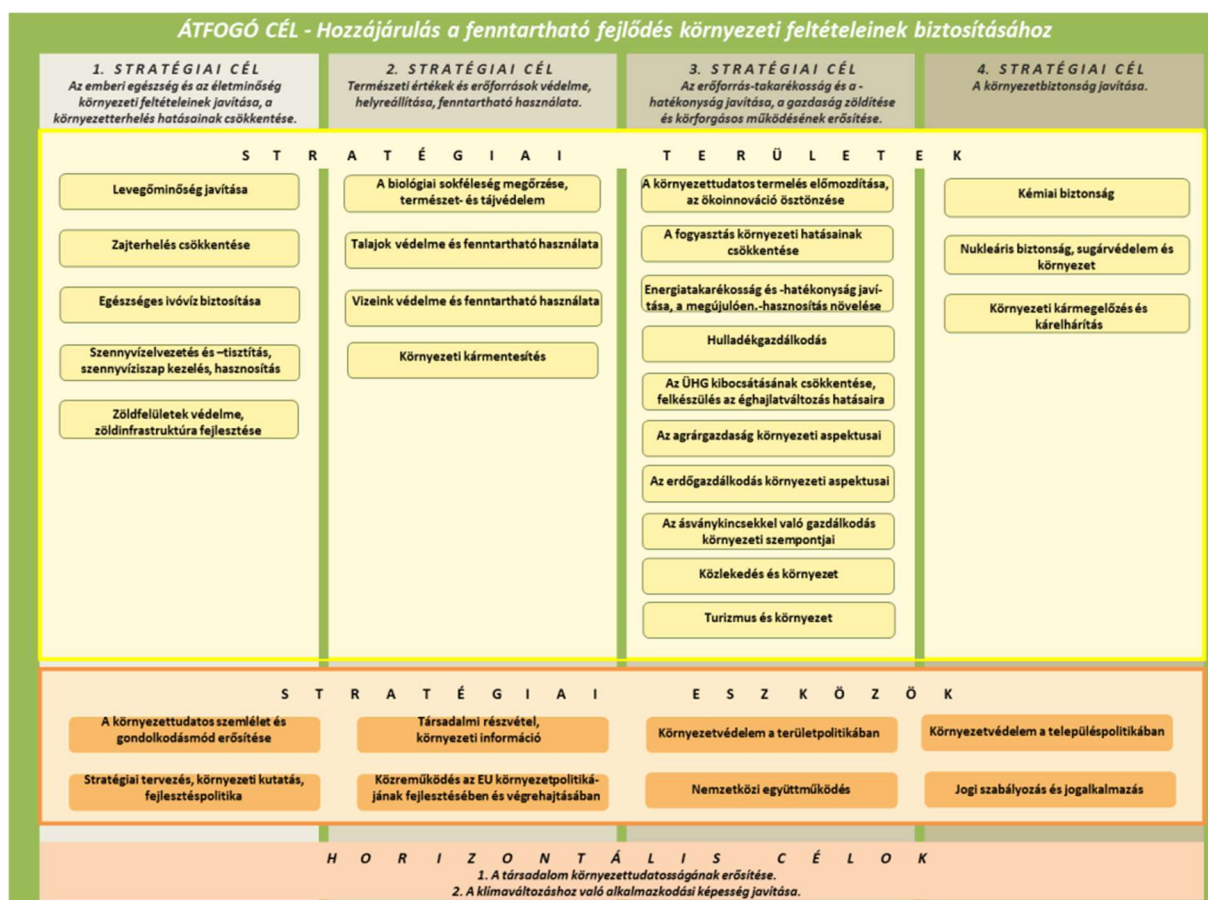 ÁTFOGÓ CÉL - Hozzájárulás a fenntartható fejlődés környezeti feltételeinek biztosításához
1. STRATÉGIAI CÉL
Az emberi egészség és az életminőség
környezeti feltételeinek javítása, a
környezetterhelés hatásainak csökkentése.
2. STRATÉGIAI CÉL
Természeti értékek és erőforrások védelme,
helyreállítása, fenntartható használata.
3. STRATÉGIAI CÉL
Az erőforrás-takarékosság és a -
hatékonyság javítása, a gazdaság zöldítése
és körforgásos működésének erősítése.
4. STRATÉGIAI CÉL
A környezetbiztonság javítása.
STRATÉGIAI TERÜLETEK
Levegőminőség javítása
Zajterhelés csökkentése
Egészséges ivóvíz biztosítása
Szennyvízelvezetés és –tisztítás,
szennyvíziszap kezelés, hasznosítás
Zöldfelületek védelme,
zöldinfrastruktúra fejlesztése
A biológiai sokféleség megőrzése,
természet- és tájvédelem
Talajok védelme és fenntartható használata
Vizeink védelme és fenntartható használata
Környezeti kármentesítés
A környezettudatos termelés előmozdítása,
az ökoinnováció ösztönzése
A fogyasztás környezeti hatásainak
csökkentése
Energiatakarékosság és -hatékonyság javí-
tása, a megújulóen.-hasznosítás növelése
Hulladékgazdálkodás
Az ÜHG kibocsátásának csökkentése,
felkészülés az éghajlatváltozás hatásaira
Az agrárgazdaság környezeti aspektusai
Az erdőgazdálkodás környezeti aspektusai
Az ásványkincsekkel való gazdálkodás
környezeti szempontjai
Közlekedés és környezet
Turizmus és környezet
Kémiai biztonság
Nukleáris biztonság, sugárvédelem és
környezet
Környezeti kármegelőzés és
kárelhárítás
STRATÉGIAI ESZKÖZÖK
A környezettudatos szemlélet és
gondolkodásmód erősítése
Társadalmi részvétel,
környezeti információ
Környezetvédelem a területpolitikában
Környezetvédelem a településpolitikában
Stratégiai tervezés, környezeti kutatás,
fejlesztéspolitika
Közreműködés az EU környezetpolitiká-
jának fejlesztésében és végrehajtásában
Nemzetközi együttműködés
Jogi szabályozás és jogalkalmazás
HORIZONTÁLIS CÉLOK
1. A társadalom környezettudatosságának erősítése.
2. A klímaváltozáshoz való alkalmazkodási képesség javítása.